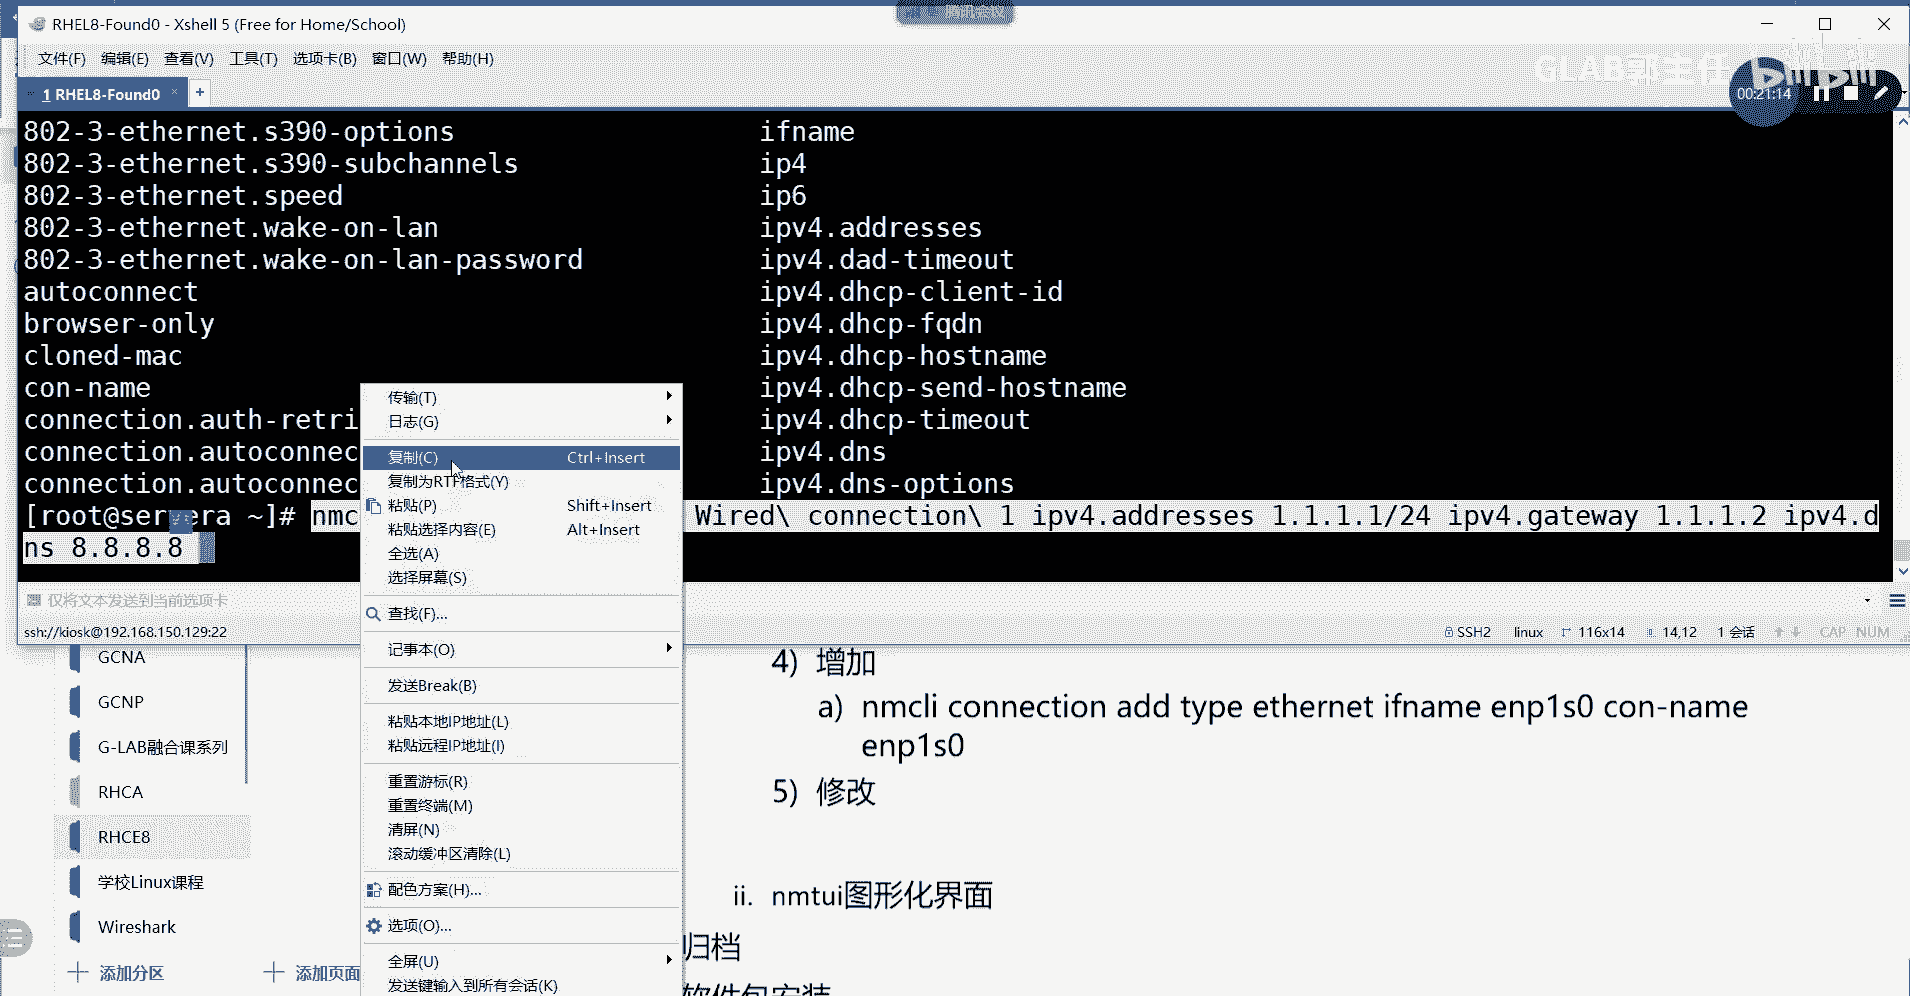 RHEL8-Found0 - Xshell 5 (Free for Home/School)
腾讯会议
文件(F) 编辑(E) 查看(V) 工具(T) 选项卡(B) 窗口(W) 帮助(H)
GLAB郭主任 bilibili
1 RHEL8-Found0 × +
00:21:14
802-3-ethernet.s390-options ifname
802-3-ethernet.s390-subchannels ip4
802-3-ethernet.speed ip6
802-3-ethernet.wake-on-lan ipv4.addresses
802-3-ethernet.wake-on-lan-password ipv4.dad-timeout
autoconnect ipv4.dhcp-client-id
browser-only ipv4.dhcp-fqdn
cloned-mac ipv4.dhcp-hostname
con-name ipv4.dhcp-send-hostname
connection.auth-retri ipv4.dhcp-timeout
connection.autoconnec ipv4.dns
connection.autoconnec ipv4.dns-options
[root@servera ~]# nmc Wired\ connection\ 1 ipv4.addresses 1.1.1.1/24 ipv4.gateway 1.1.1.2 ipv4.d
ns 8.8.8.8
传输(T)
日志(G)
复制(C) Ctrl+Insert
复制为RTF格式(Y)
粘贴(P) Shift+Insert
粘贴选择内容(E) Alt+Insert
全选(A)
选择屏幕(S)
查找(F)...
记事本(O)
发送Break(B)
粘贴本地IP地址(L)
粘贴远程IP地址(I)
重置游标(R)
重置终端(M)
清屏(N)
滚动缓冲区清除(L)
配色方案(H)...
选项(O)...
全屏(U)
发送键输入到所有会话(K)
仅将文本发送到当前选项卡
ssh://kiosk@192.168.150.129:22 SSH2 linux 116x14 14,12 1 会话 CAP NUM
GCNA
GCNP
G-LAB融合课系列
RHCA
RHCE8
学校Linux课程
Wireshark
添加分区 添加页面
4) 增加
a) nmcli connection add type ethernet ifname enp1s0 con-name
enp1s0
5) 修改
ii. nmtui图形化界面
归档
软件包安装